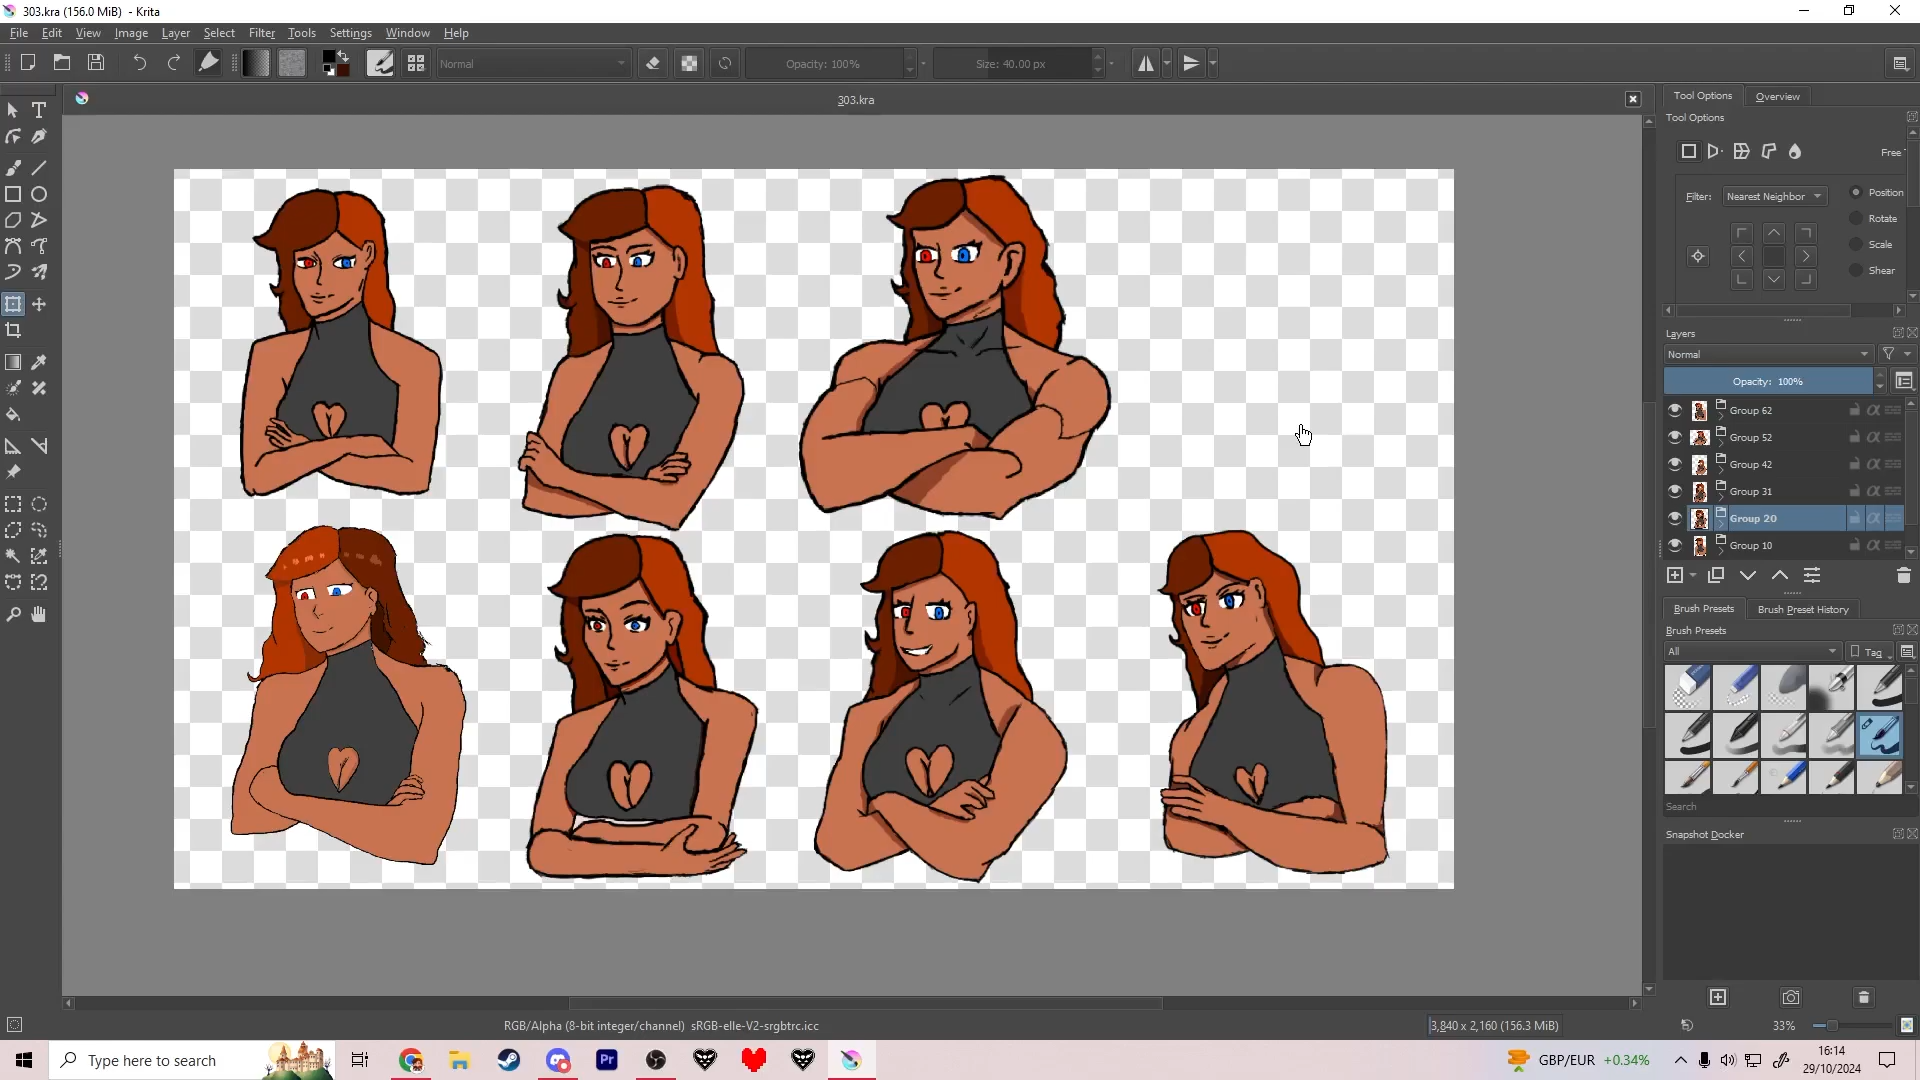 303.kra (156.0 MiB) - Krita
File Edit View Image Layer Select Filter Tools Settings Window Help
Normal
Opacity: 100%
Size: 40.00 px
303.kra
Tool Options
Overview
Tool Options
Free
Filter: Nearest Neighbor
Position
Rotate
Scale
Shear
Layers
Normal
Opacity: 100%
Group 62
Group 52
Group 42
Group 31
Group 20
Group 10
Brush Presets
Brush Preset History
Brush Presets
All
Tag
Search
Snapshot Docker
RGB/Alpha (8-bit integer/channel) sRGB-elle-V2-srgbtrc.icc
3,840 x 2,160 (156.3 MiB)
33%
Type here to search
Pr
GBP/EUR +0.34%
16:14
29/10/2024